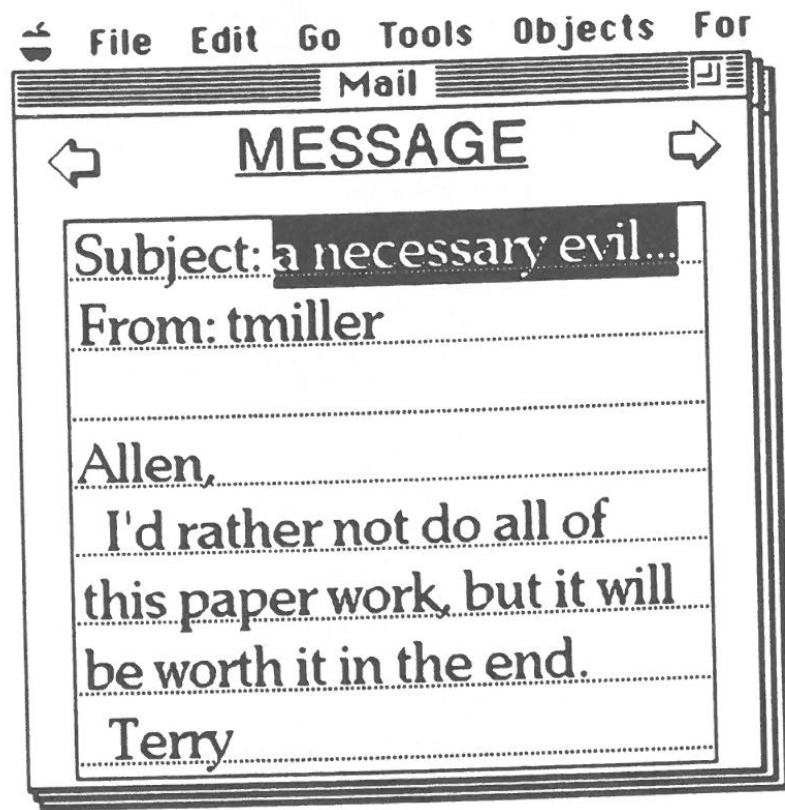 File Edit Go Tools Objects For
Mail
MESSAGE
Subject: a necessary evil...
From: tmiller
Allen,
I'd rather not do all of
this paper work, but it will
be worth it in the end.
Terry